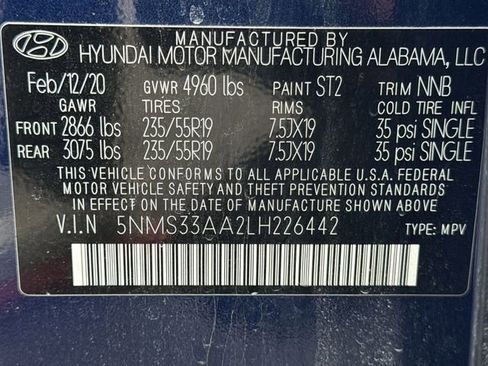 MANUFACTURED BY
HYUNDAI MOTOR MANUFACTURING ALABAMA, LLC
Feb/12/20 GVWR 4960 lbs PAINT ST2 TRIM NNB
GAWR TIRES RIMS COLD TIRE INFL
FRONT 2866 lbs 235/55R19 7.5JX19 35 psi SINGLE
REAR 3075 lbs 235/55R19 7.5JX19 35 psi SINGLE
THIS VEHICLE CONFORMS TO ALL APPLICABLE U.S.A. FEDERAL
MOTOR VEHICLE SAFETY AND THEFT PREVENTION STANDARDS
IN EFFECT ON THE DATE OF MANUFACTURE SHOWN ABOVE.
V.I.N 5NMS33AA2LH226442 TYPE: MPV